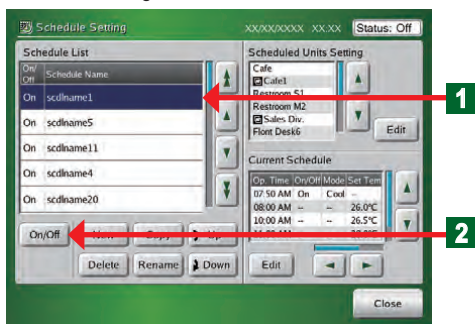 Schedule Setting
XX/XX/XXXX XX:XX
Status: Off
Schedule List
On/
Off
Schedule Name
On scdlname1
On scdlname5
On scdlname11
On scdlname4
On scdlname20
On/Off
Up
Delete
Rename
Down
Scheduled Units Setting
Cafe
Cafe1
Restroom S1
Restroom M2
Sales Div.
Flont Desk6
Edit
Current Schedule
Op. Time On/Off Mode Set Tem
07:50 AM On Cool --
08:00 AM -- -- 26.0°C
10:00 AM -- -- 26.5°C
Edit
Close
1
2